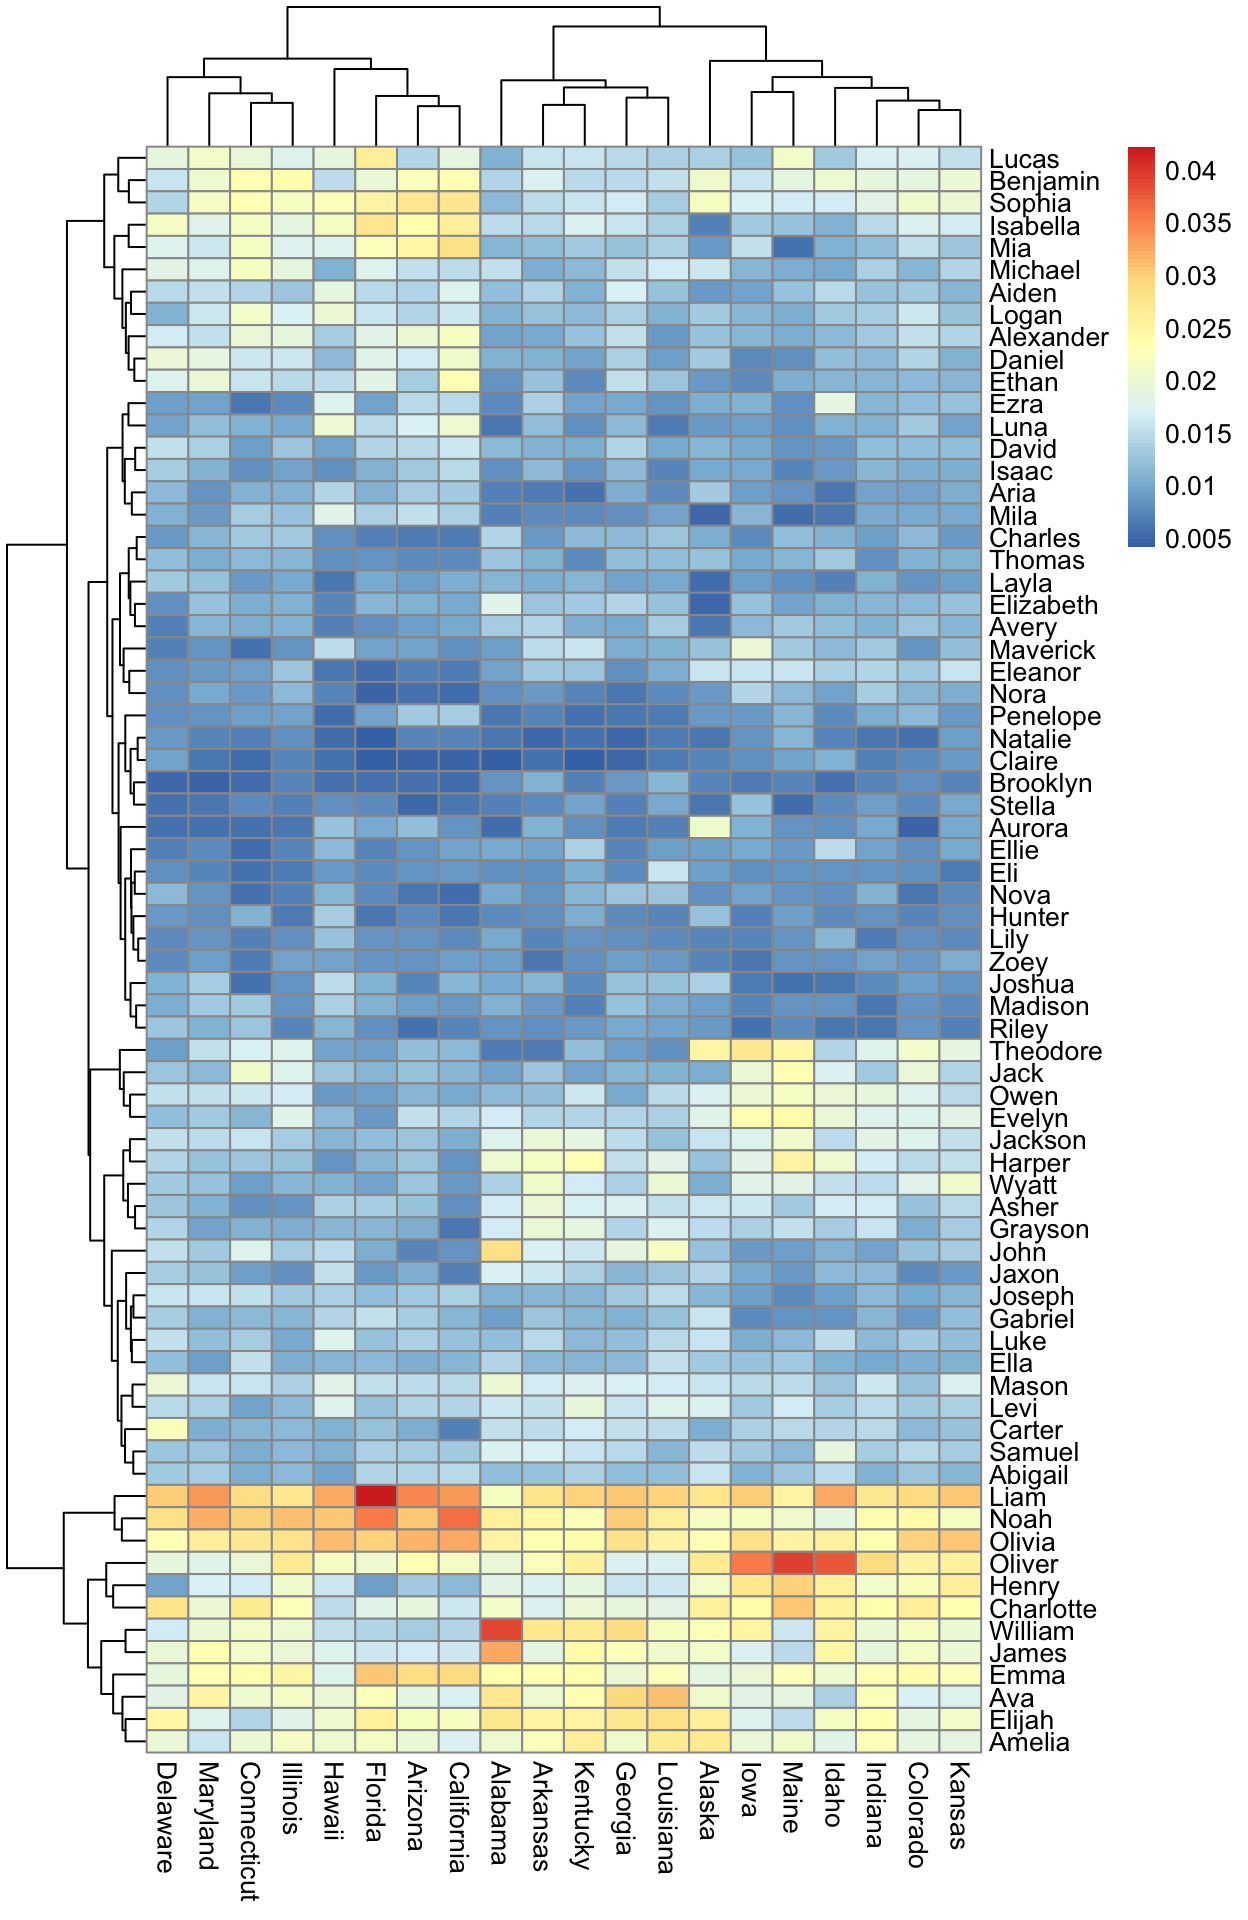 Lucas
Benjamin
Sophia
Isabella
Mia
Michael
Aiden
Logan
Alexander
Daniel
Ethan
Ezra
Luna
David
Isaac
Aria
Mila
Charles
Thomas
Layla
Elizabeth
Avery
Maverick
Eleanor
Nora
Penelope
Natalie
Claire
Brooklyn
Stella
Aurora
Ellie
Eli
Nova
Hunter
Lily
Zoey
Joshua
Madison
Riley
Theodore
Jack
Owen
Evelyn
Jackson
Harper
Wyatt
Asher
Grayson
John
Jaxon
Joseph
Gabriel
Luke
Ella
Mason
Levi
Carter
Samuel
Abigail
Liam
Noah
Olivia
Oliver
Henry
Charlotte
William
James
Emma
Ava
Elijah
Amelia
0.04
0.035
0.03
0.025
0.02
0.015
0.01
0.005
Delaware
Maryland
Connecticut
Illinois
Hawaii
Florida
Arizona
California
Alabama
Arkansas
Kentucky
Georgia
Louisiana
Alaska
Iowa
Maine
Idaho
Indiana
Colorado
Kansas